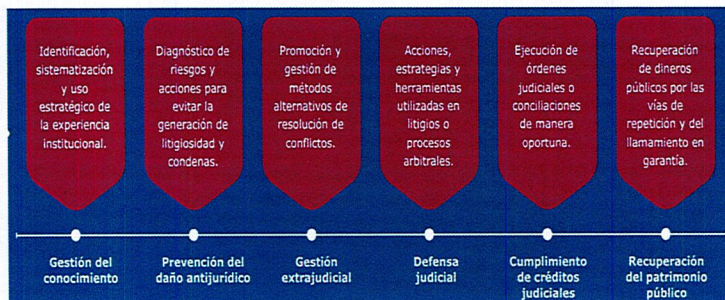 Identificación,
sistematización
y uso
estratégico de
la experiencia
institucional.
Diagnóstico de
riesgos y
acciones para
evitar la
generación de
litigiosidad y
condenas.
Promoción y
gestión de
métodos
alternativos de
resolución de
conflictos.
Acciones,
estrategias y
herramientas
utilizadas en
litigios o
procesos
arbitrales.
Ejecución de
órdenes
judiciales o
conciliaciones
de manera
oportuna.
Recuperación
de dineros
públicos por las
vías de
repetición y del
llamamiento en
garantía.
Gestión del
conocimiento
Prevención del
daño antijurídico
Gestión
extrajudicial
Defensa
judicial
Cumplimiento
de créditos
judiciales
Recuperación
del patrimonio
público